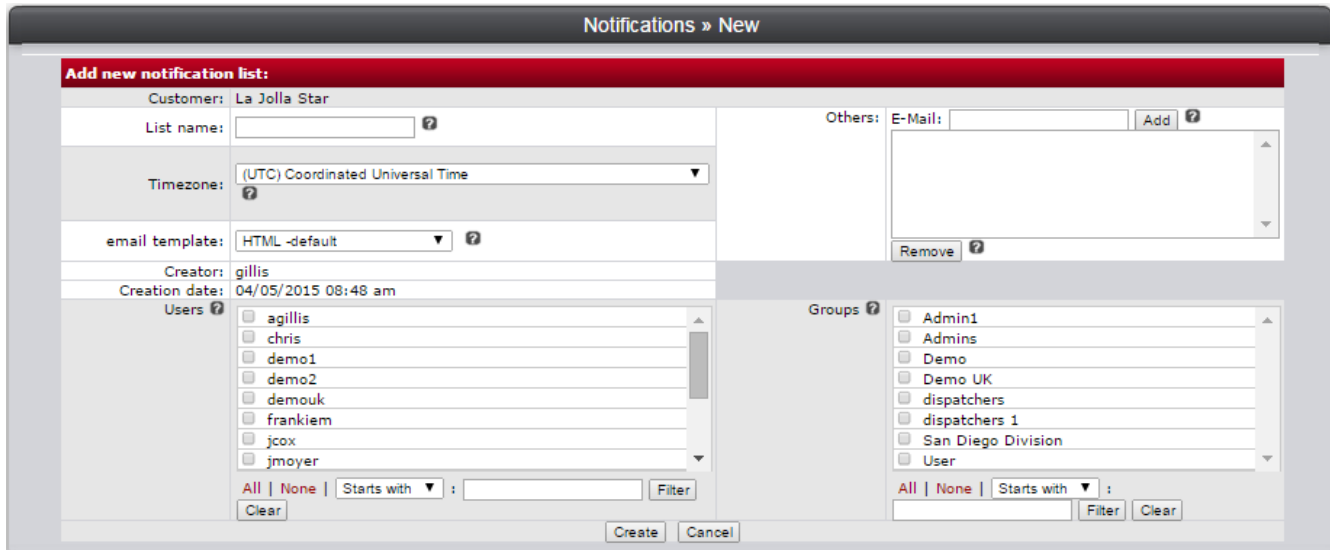 Notifications » New
Add new notification list:
Customer: La Jolla Star
List name: ?
Others: E-Mail: Add ?
Timezone: (UTC) Coordinated Universal Time
?
email template: HTML -default ?
Remove ?
Creator: gillis
Creation date: 04/05/2015 08:48 am
Users ?
agillis
chris
demo1
demo2
demouk
frankiem
jcox
jmoyer
All | None | Starts with : Filter
Clear
Groups ?
Admin1
Admins
Demo
Demo UK
dispatchers
dispatchers 1
San Diego Division
User
All | None | Starts with :
Filter Clear
Create Cancel